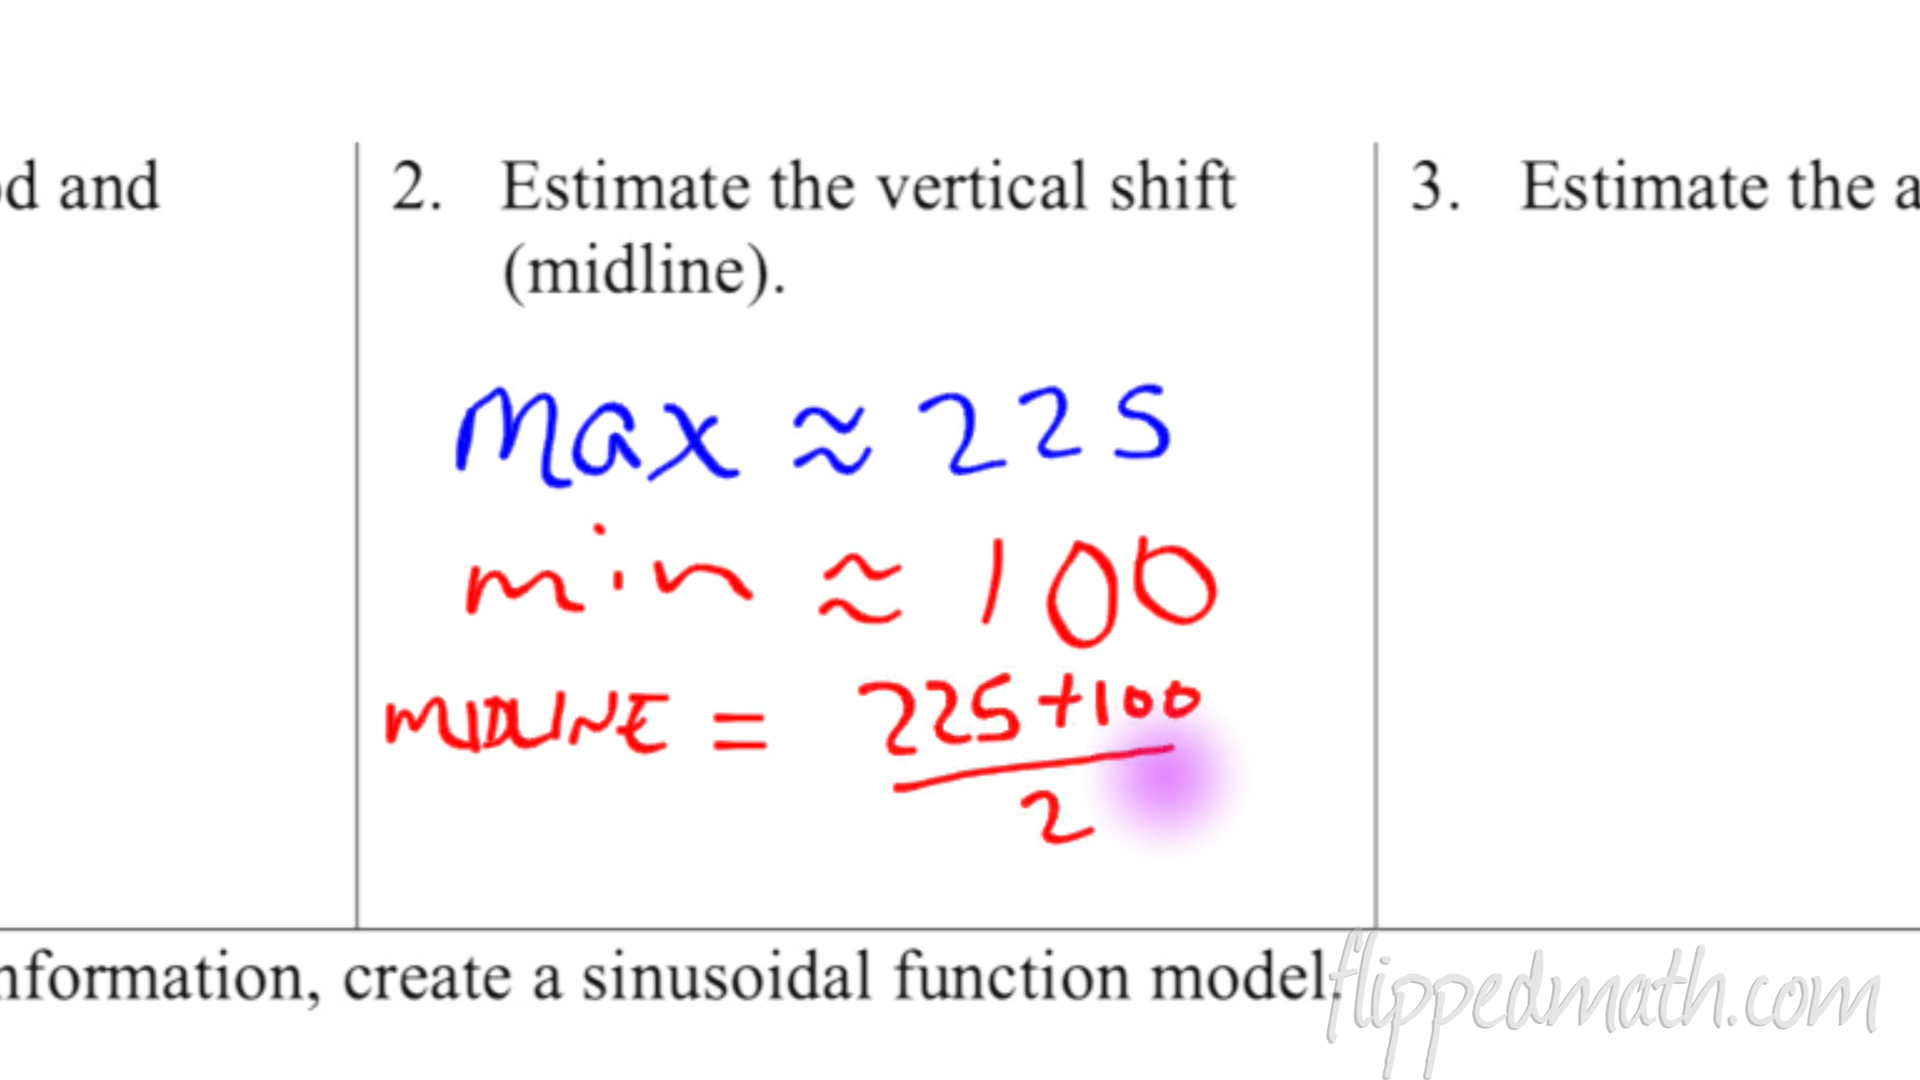 d and
2. Estimate the vertical shift
(midline).
3. Estimate the a
max ≈ 225
min ≈ 100
MIDLINE = 225+100
2
nformation, create a sinusoidal function model.
flippedmath.com